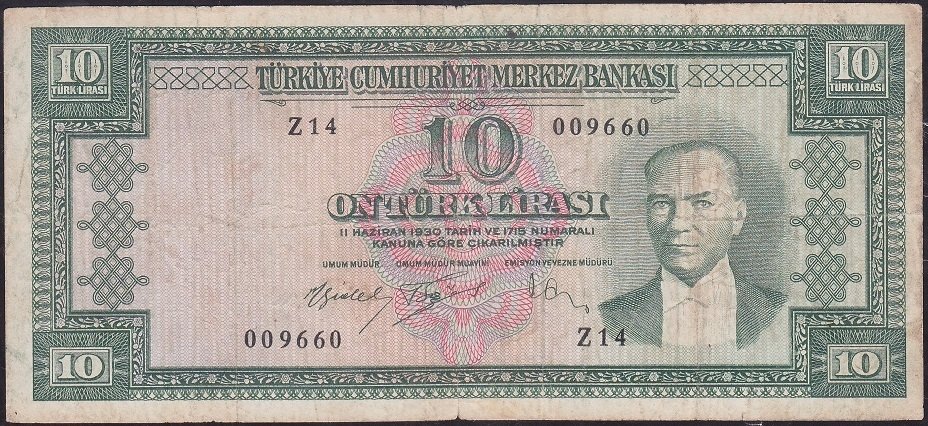 10
TÜRK LİRASI
10
TÜRK LİRASI
TÜRKİYE CUMHURİYET MERKEZ BANKASI
Z14
10
009660
ON TÜRK LİRASI
11 HAZİRAN 1930 TARİH VE 1715 NUMARALI
KANUNA GÖRE ÇIKARILMIŞTIR
UMUM MÜDÜR UMUM MÜDÜR MUAVİNİ EMİSYON VE VEZNE MÜDÜRÜ
009660
Z14
10
10